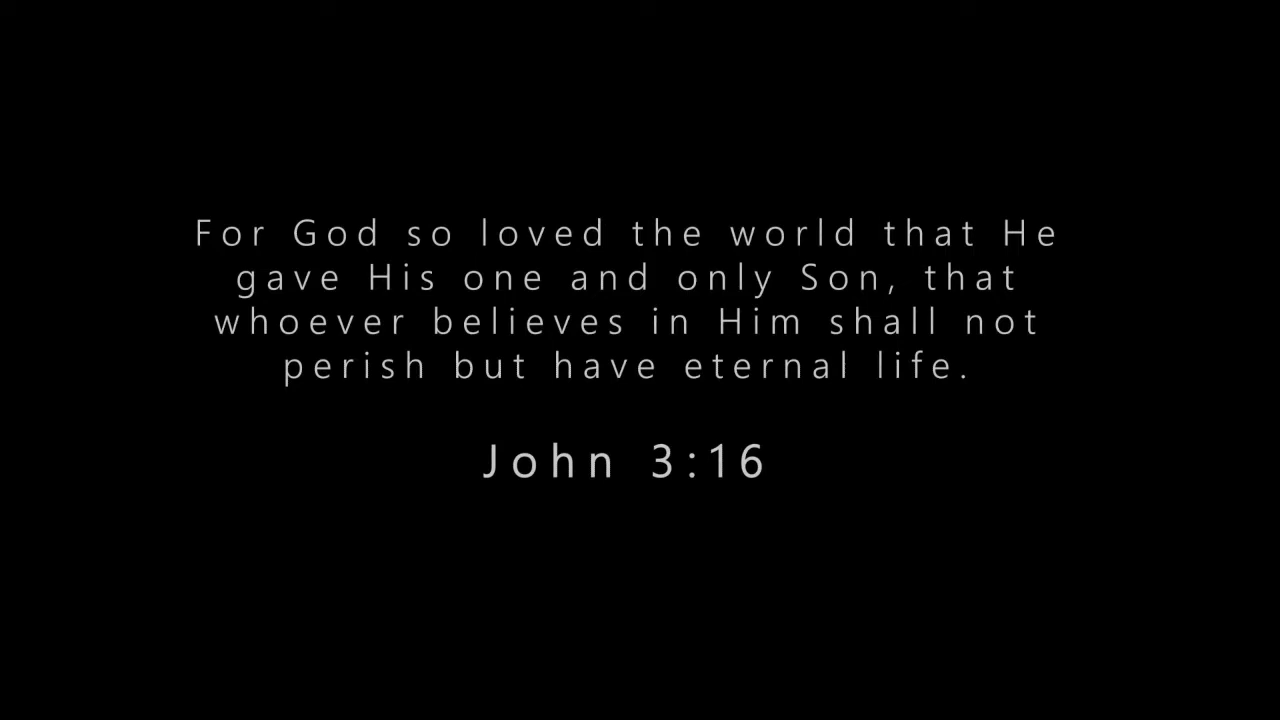 For God so loved the world that He
gave His one and only Son, that
whoever believes in Him shall not
perish but have eternal life.
John 3:16